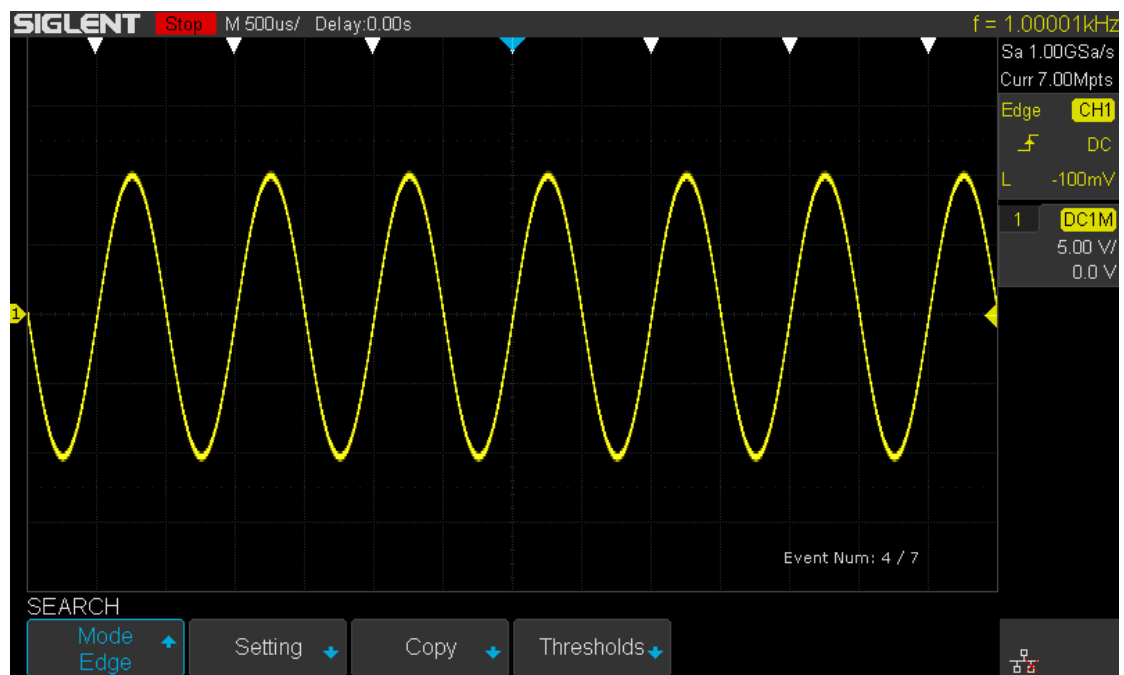 SIGLENT Stop M 500us/ Delay:0.00s f = 1.00001kHz
Sa 1.00GSa/s
Curr 7.00Mpts
Edge CH1
DC
L -100mV
1 DC1M
5.00 V/
0.0 V
1
Event Num: 4 / 7
SEARCH
Mode
Edge
Setting
Copy
Thresholds